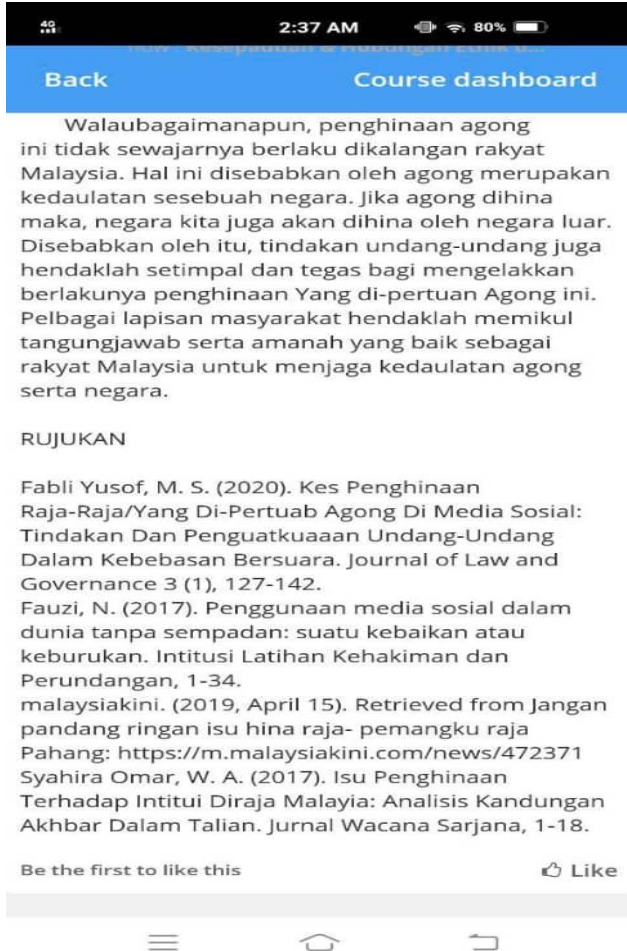 4G
2:37 AM
80%
Back
Course dashboard
Walaubagaimanapun, penghinaan agong
ini tidak sewajarnya berlaku dikalangan rakyat
Malaysia. Hal ini disebabkan oleh agong merupakan
kedaulatan sesebuah negara. Jika agong dihina
maka, negara kita juga akan dihina oleh negara luar.
Disebabkan oleh itu, tindakan undang-undang juga
hendaklah setimpal dan tegas bagi mengelakkan
berlakunya penghinaan Yang di-pertuan Agong ini.
Pelbagai lapisan masyarakat hendaklah memikul
tangungjawab serta amanah yang baik sebagai
rakyat Malaysia untuk menjaga kedaulatan agong
serta negara.
RUJUKAN
Fabli Yusof, M. S. (2020). Kes Penghinaan
Raja-Raja/Yang Di-Pertuab Agong Di Media Sosial:
Tindakan Dan Penguatkuaaan Undang-Undang
Dalam Kebebasan Bersuara. Journal of Law and
Governance 3 (1), 127-142.
Fauzi, N. (2017). Penggunaan media sosial dalam
dunia tanpa sempadan: suatu kebaikan atau
keburukan. Intitusi Latihan Kehakiman dan
Perundangan, 1-34.
malaysiakini. (2019, April 15). Retrieved from Jangan
pandang ringan isu hina raja- pemangku raja
Pahang: https://m.malaysiakini.com/news/472371
Syahira Omar, W. A. (2017). Isu Penghinaan
Terhadap Intitui Diraja Malayia: Analisis Kandungan
Akhbar Dalam Talian. Jurnal Wacana Sarjana, 1-18.
Be the first to like this
Like